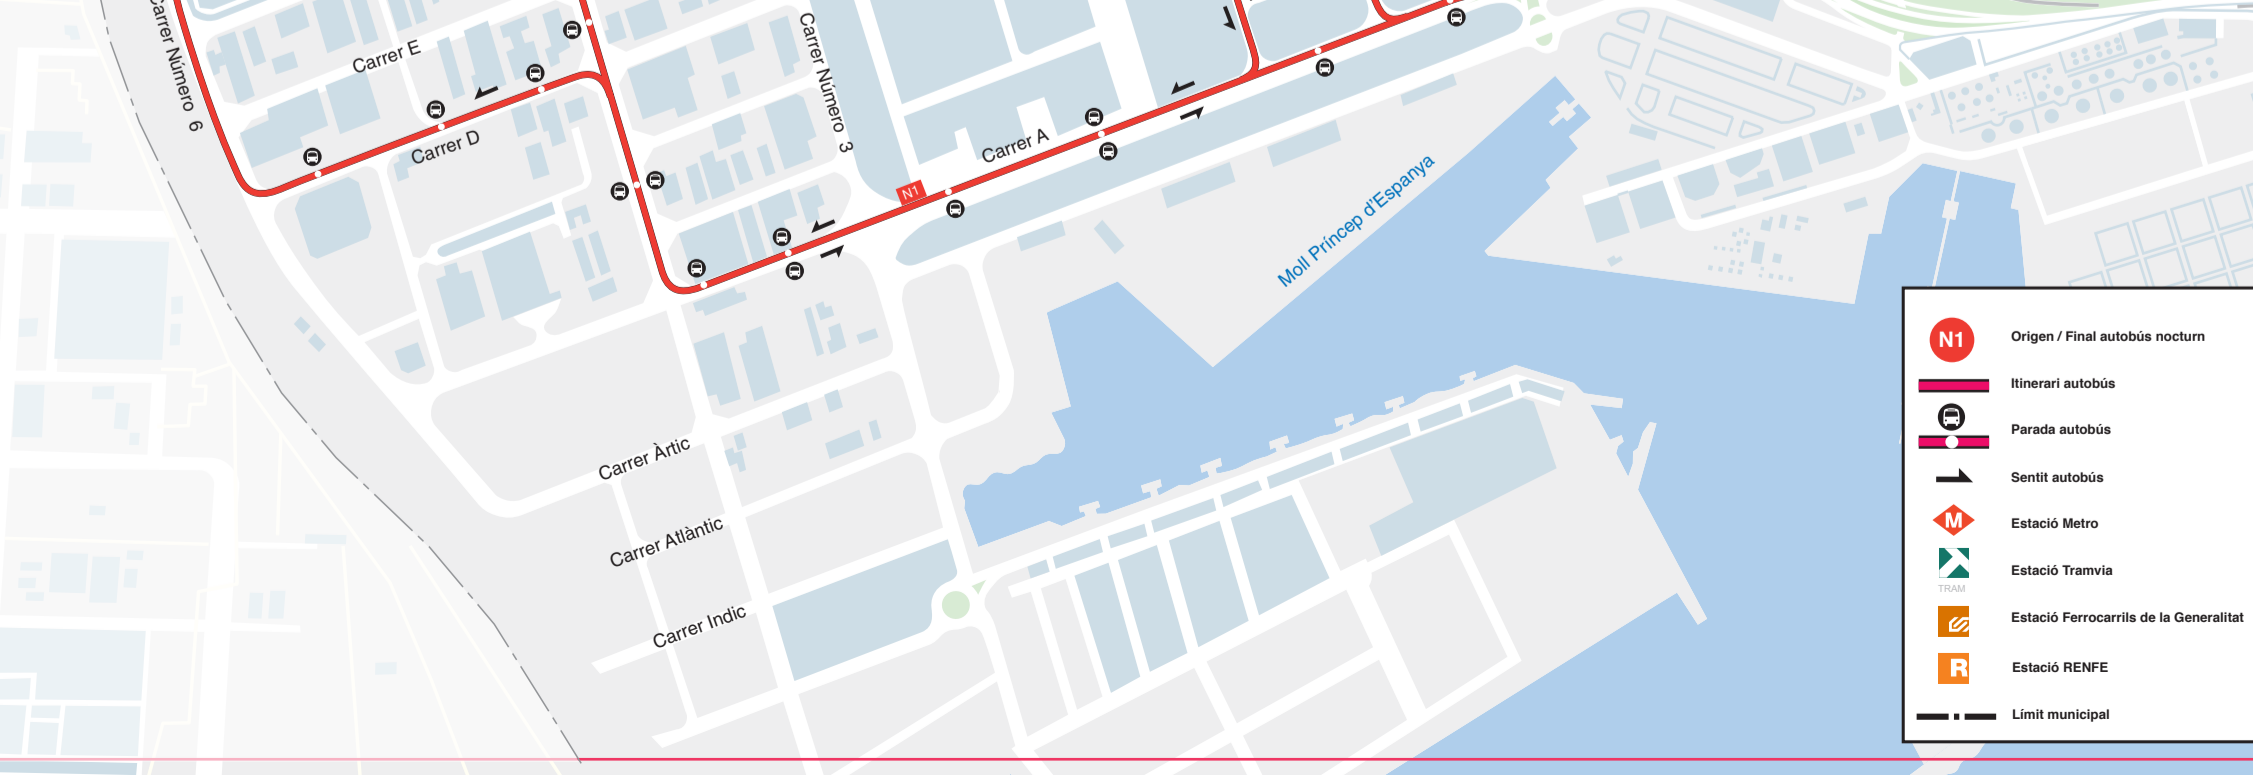 Carrer Número 6
Carrer E
Carrer D
Carrer Número 3
Carrer A
N1
Moll Príncep d'Espanya
Carrer Àrtic
Carrer Atlàntic
Carrer Indic
N1 Origen / Final autobús nocturn
Itinerari autobús
Parada autobús
Sentit autobús
M Estació Metro
Estació Tramvia
TRAM
Estació Ferrocarrils de la Generalitat
R Estació RENFE
Límit municipal